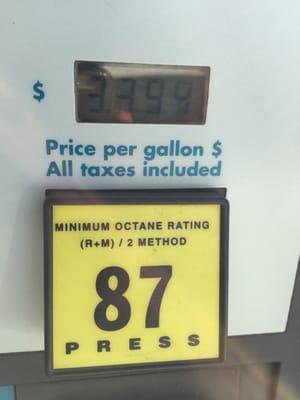 $ 3.399
Price per gallon $
All taxes included
MINIMUM OCTANE RATING
(R+M) / 2 METHOD
87
PRESS